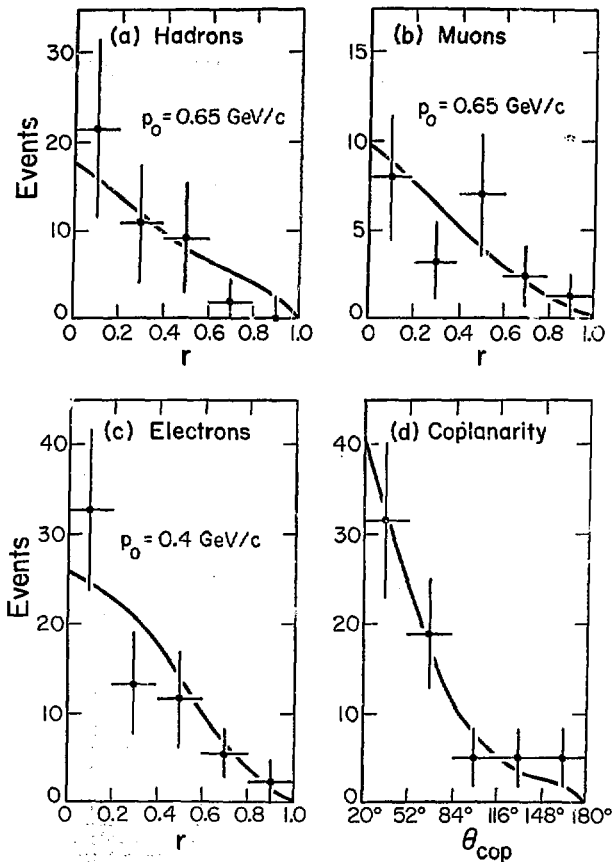 (a) Hadrons
p₀ = 0.65 GeV/c
Events
30
20
10
0
0 0.2 0.4 0.6 0.8 1.0
r
(b) Muons
p₀ = 0.65 GeV/c
15
10
5
0
0 0.2 0.4 0.6 0.8 1.0
r
(c) Electrons
p₀ = 0.4 GeV/c
Events
40
30
20
10
0
0 0.2 0.4 0.6 0.8 1.0
r
(d) Coplanarity
40
30
20
10
0
20° 52° 84° 116° 148° 180°
θcop